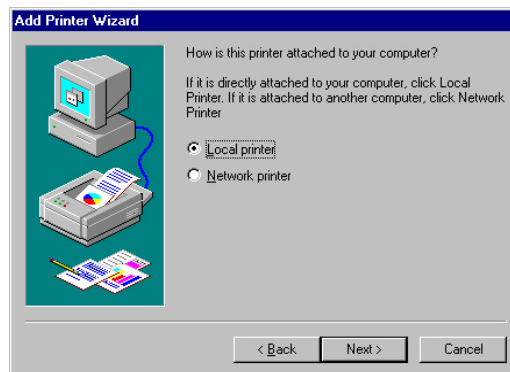 Add Printer Wizard
How is this printer attached to your computer?
If it is directly attached to your computer, click Local
Printer. If it is attached to another computer, click Network
Printer
Local printer
Network printer
< Back
Next >
Cancel